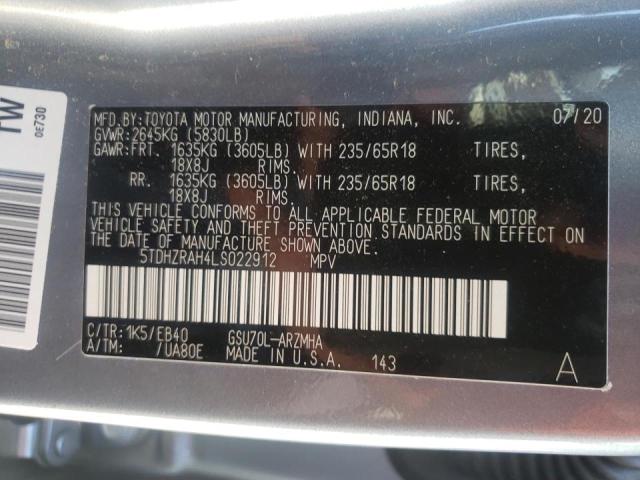 MFD.BY:TOYOTA MOTOR MANUFACTURING, INDIANA, INC. 07/20
GVWR:2645KG (5830LB)
GAWR:FRT. 1635KG (3605LB) WITH 235/65R18 TIRES,
18X8J RIMS.
RR. 1635KG (3605LB) WITH 235/65R18 TIRES,
18X8J RIMS.
THIS VEHICLE CONFORMS TO ALL APPLICABLE FEDERAL MOTOR
VEHICLE SAFETY AND THEFT PREVENTION STANDARDS IN EFFECT ON
THE DATE OF MANUFACTURE SHOWN ABOVE.
5TDHZRAH4LS022912 MPV
C/TR:1K5/EB40 GSU70L-ARZMHA
A/TM: /UA80E MADE IN U.S.A. 143 A
0E730